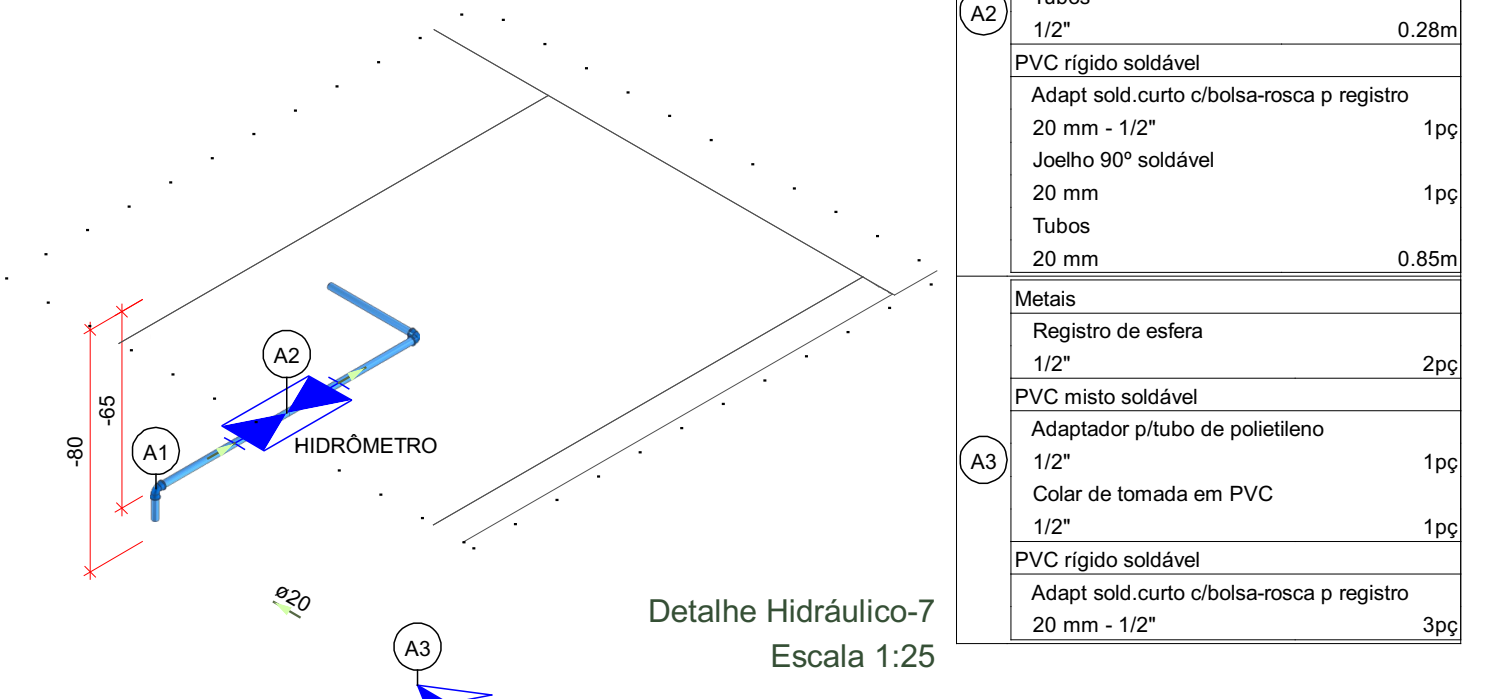 Tubos
A2
1/2" 0.28m
PVC rígido soldável
Adapt sold.curto c/bolsa-rosca p registro
20 mm - 1/2" 1pç
Joelho 90º soldável
20 mm 1pç
Tubos
20 mm 0.85m
Metais
Registro de esfera
1/2" 2pç
PVC misto soldável
Adaptador p/tubo de polietileno
A3
1/2" 1pç
Colar de tomada em PVC
1/2" 1pç
PVC rígido soldável
Adapt sold.curto c/bolsa-rosca p registro
20 mm - 1/2" 3pç
A2
-65
-80
A1
HIDRÔMETRO
ø20
A3
Detalhe Hidráulico-7
Escala 1:25